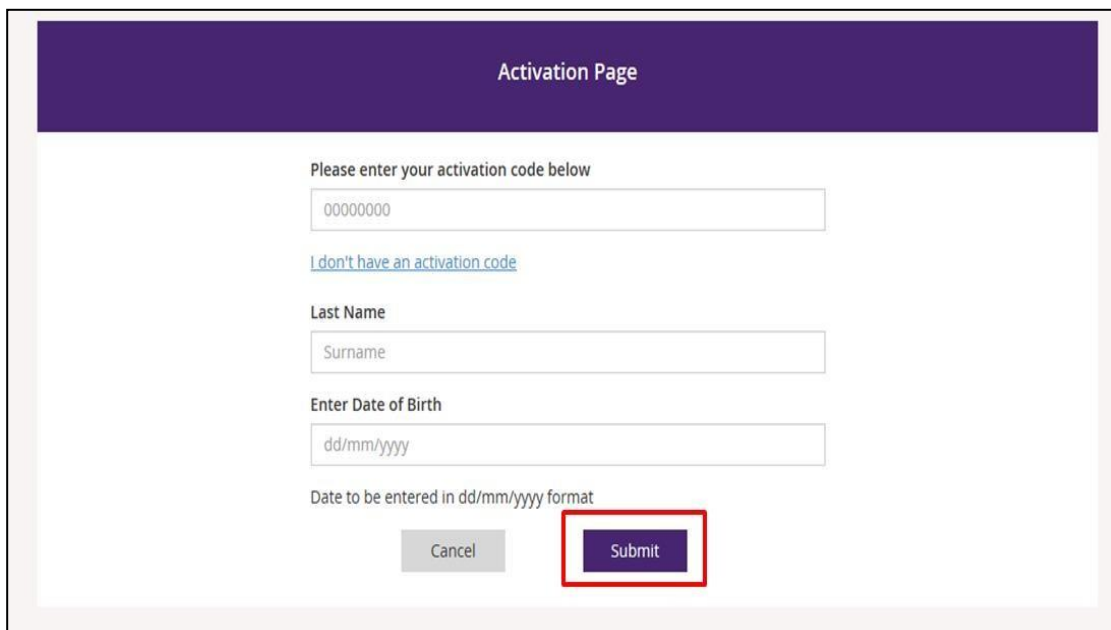 Activation Page
Please enter your activation code below
00000000
I don't have an activation code
Last Name
Surname
Enter Date of Birth
dd/mm/yyyy
Date to be entered in dd/mm/yyyy format
Cancel Submit